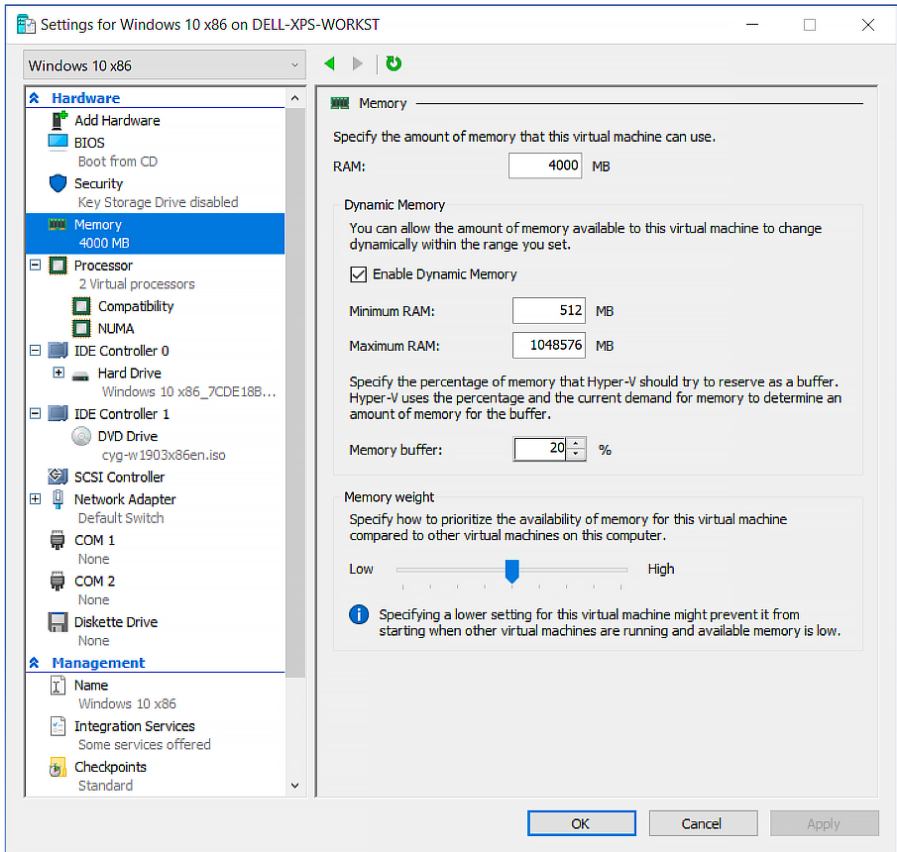 Settings for Windows 10 x86 on DELL-XPS-WORKST
Windows 10 x86
Hardware
Add Hardware
BIOS
Boot from CD
Security
Key Storage Drive disabled
Memory
4000 MB
Processor
2 Virtual processors
Compatibility
NUMA
IDE Controller 0
Hard Drive
Windows 10 x86_7CDE18B...
IDE Controller 1
DVD Drive
cyg-w1903x86en.iso
SCSI Controller
Network Adapter
Default Switch
COM 1
None
COM 2
None
Diskette Drive
None
Management
Name
Windows 10 x86
Integration Services
Some services offered
Checkpoints
Standard
Memory
Specify the amount of memory that this virtual machine can use.
RAM: 4000 MB
Dynamic Memory
You can allow the amount of memory available to this virtual machine to change
dynamically within the range you set.
Enable Dynamic Memory
Minimum RAM: 512 MB
Maximum RAM: 1048576 MB
Specify the percentage of memory that Hyper-V should try to reserve as a buffer.
Hyper-V uses the percentage and the current demand for memory to determine an
amount of memory for the buffer.
Memory buffer: 20 %
Memory weight
Specify how to prioritize the availability of memory for this virtual machine
compared to other virtual machines on this computer.
Low High
Specifying a lower setting for this virtual machine might prevent it from
starting when other virtual machines are running and available memory is low.
OK Cancel Apply